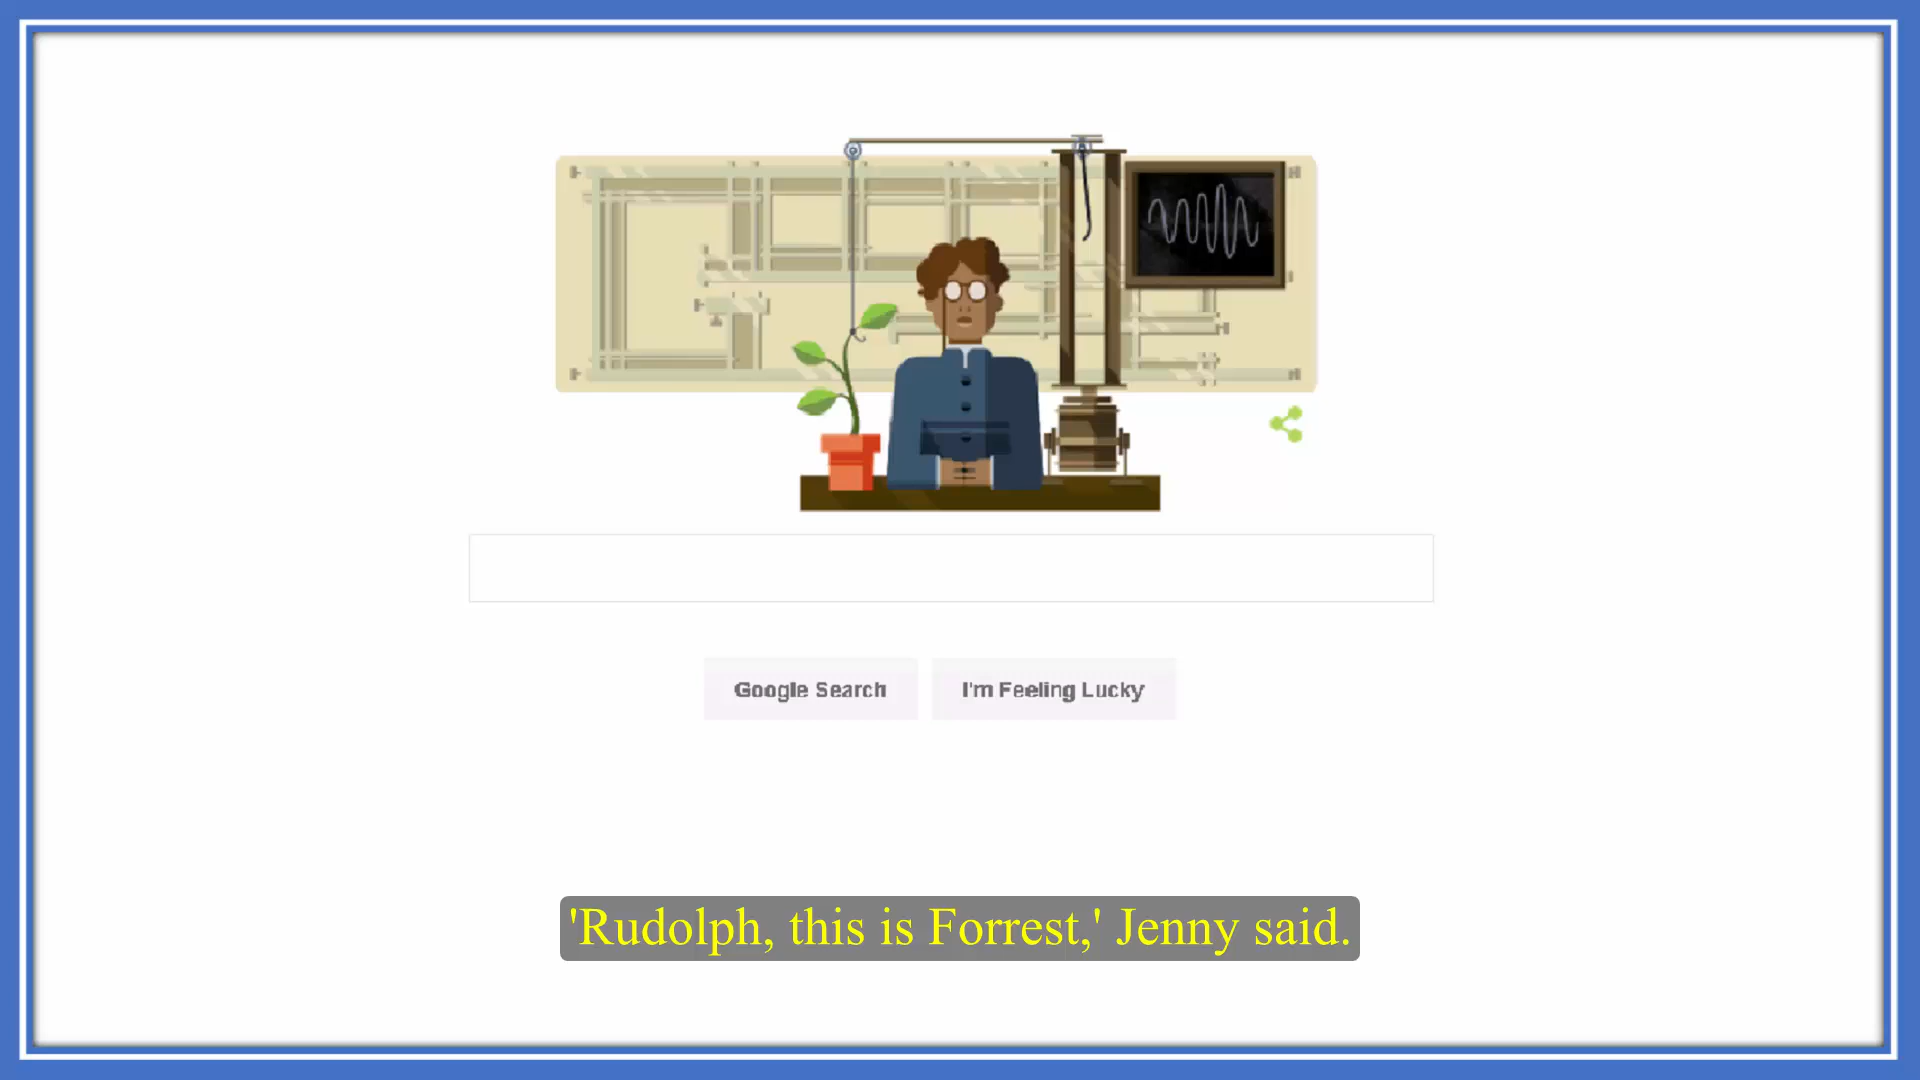 Google Search
I'm Feeling Lucky
'Rudolph, this is Forrest,' Jenny said.